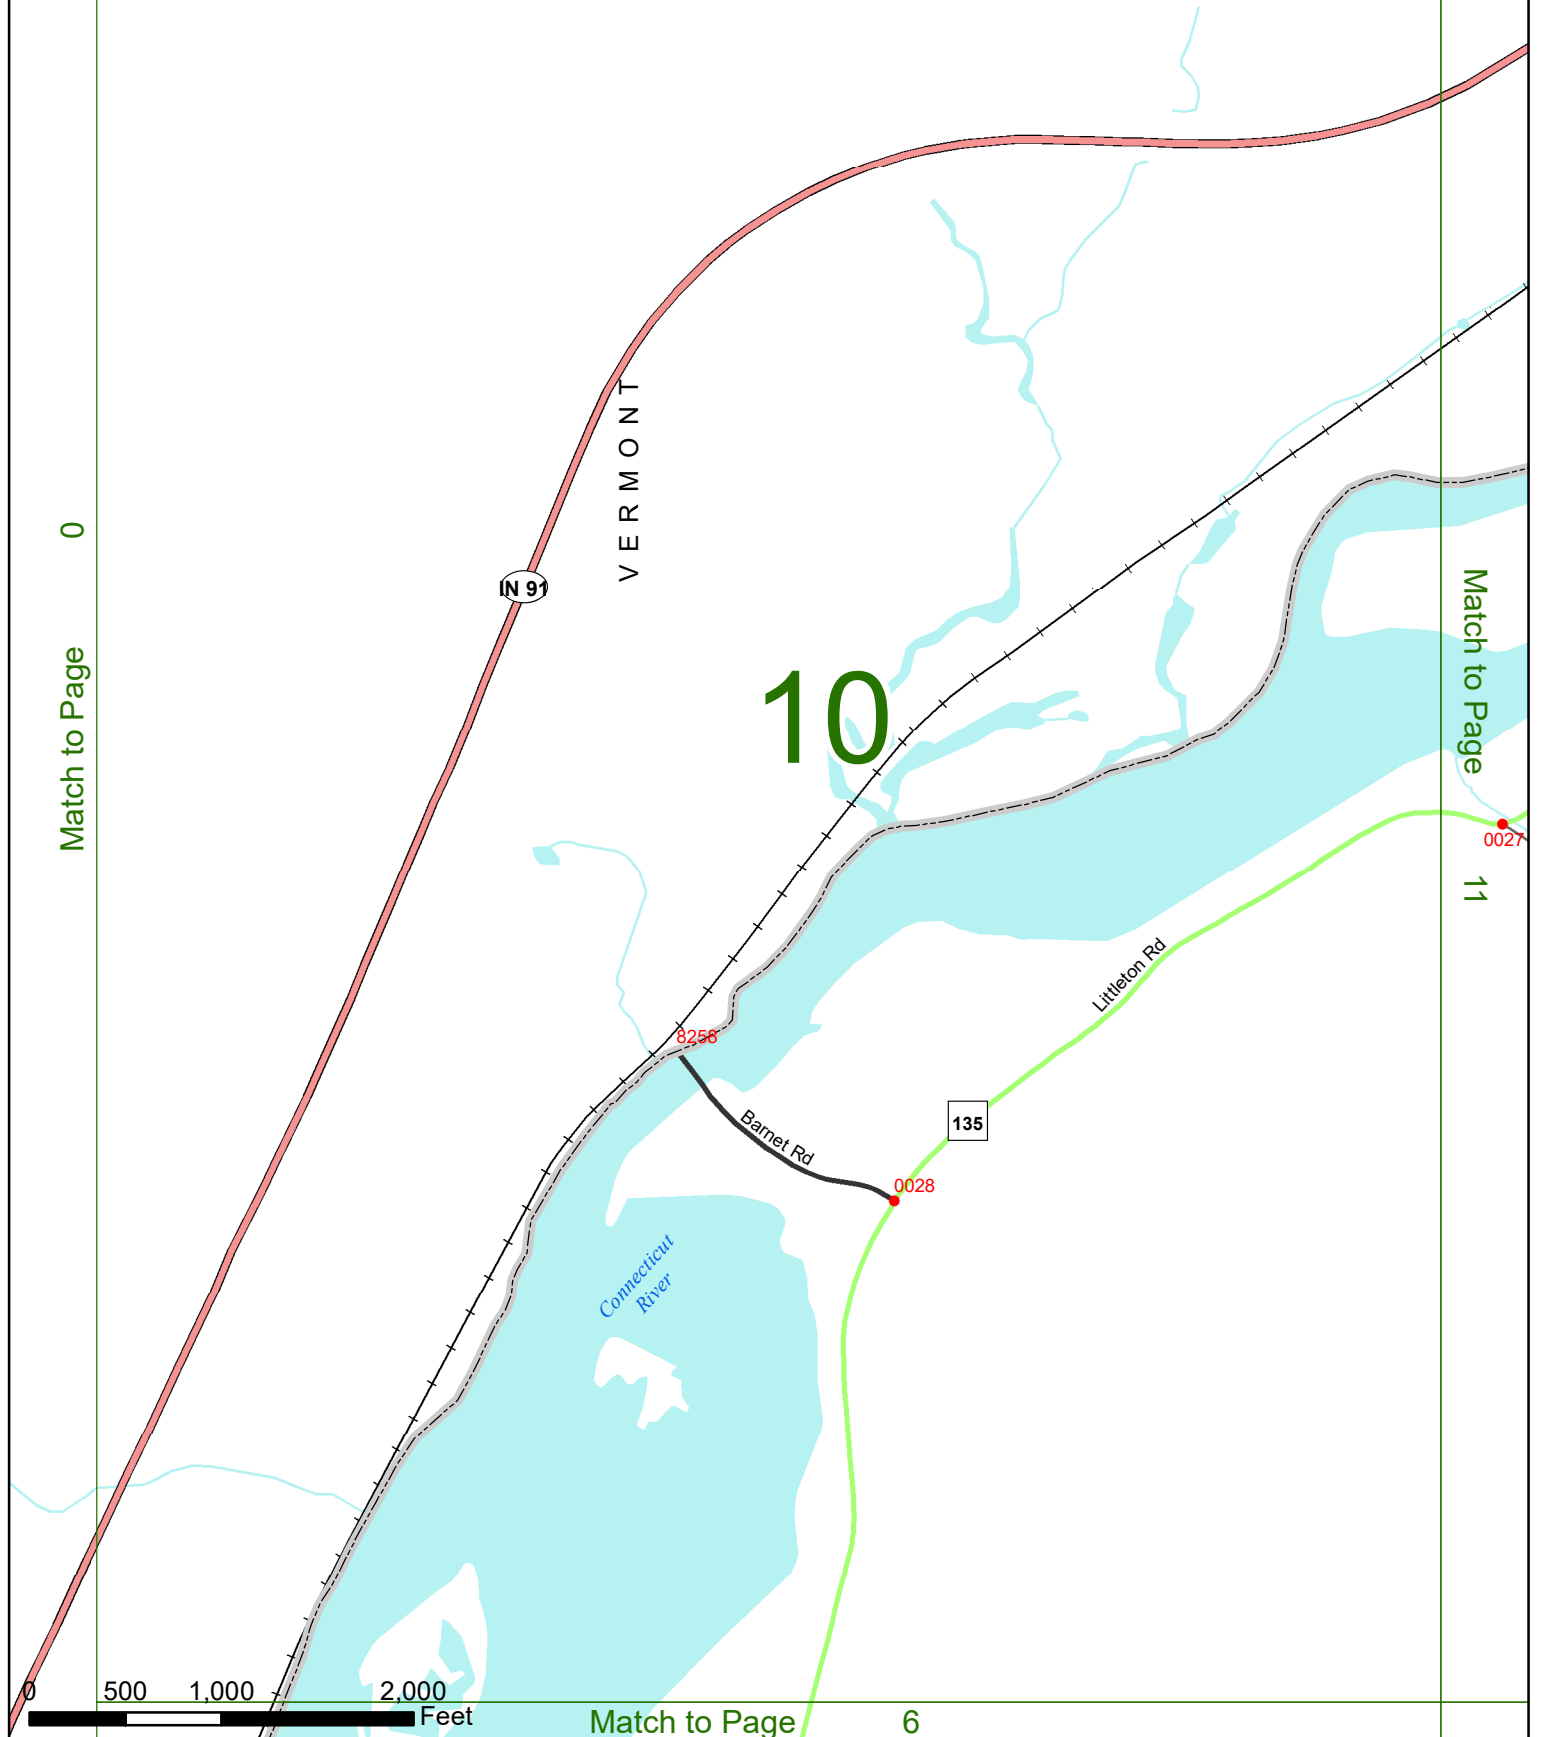 VERMONT
0
Match to Page
IN 91
10
Match to Page
11
0027
Littleton Rd
8258
Barnet Rd
135
0028
Connecticut
River
0 500 1,000 2,000
Feet
Match to Page 6